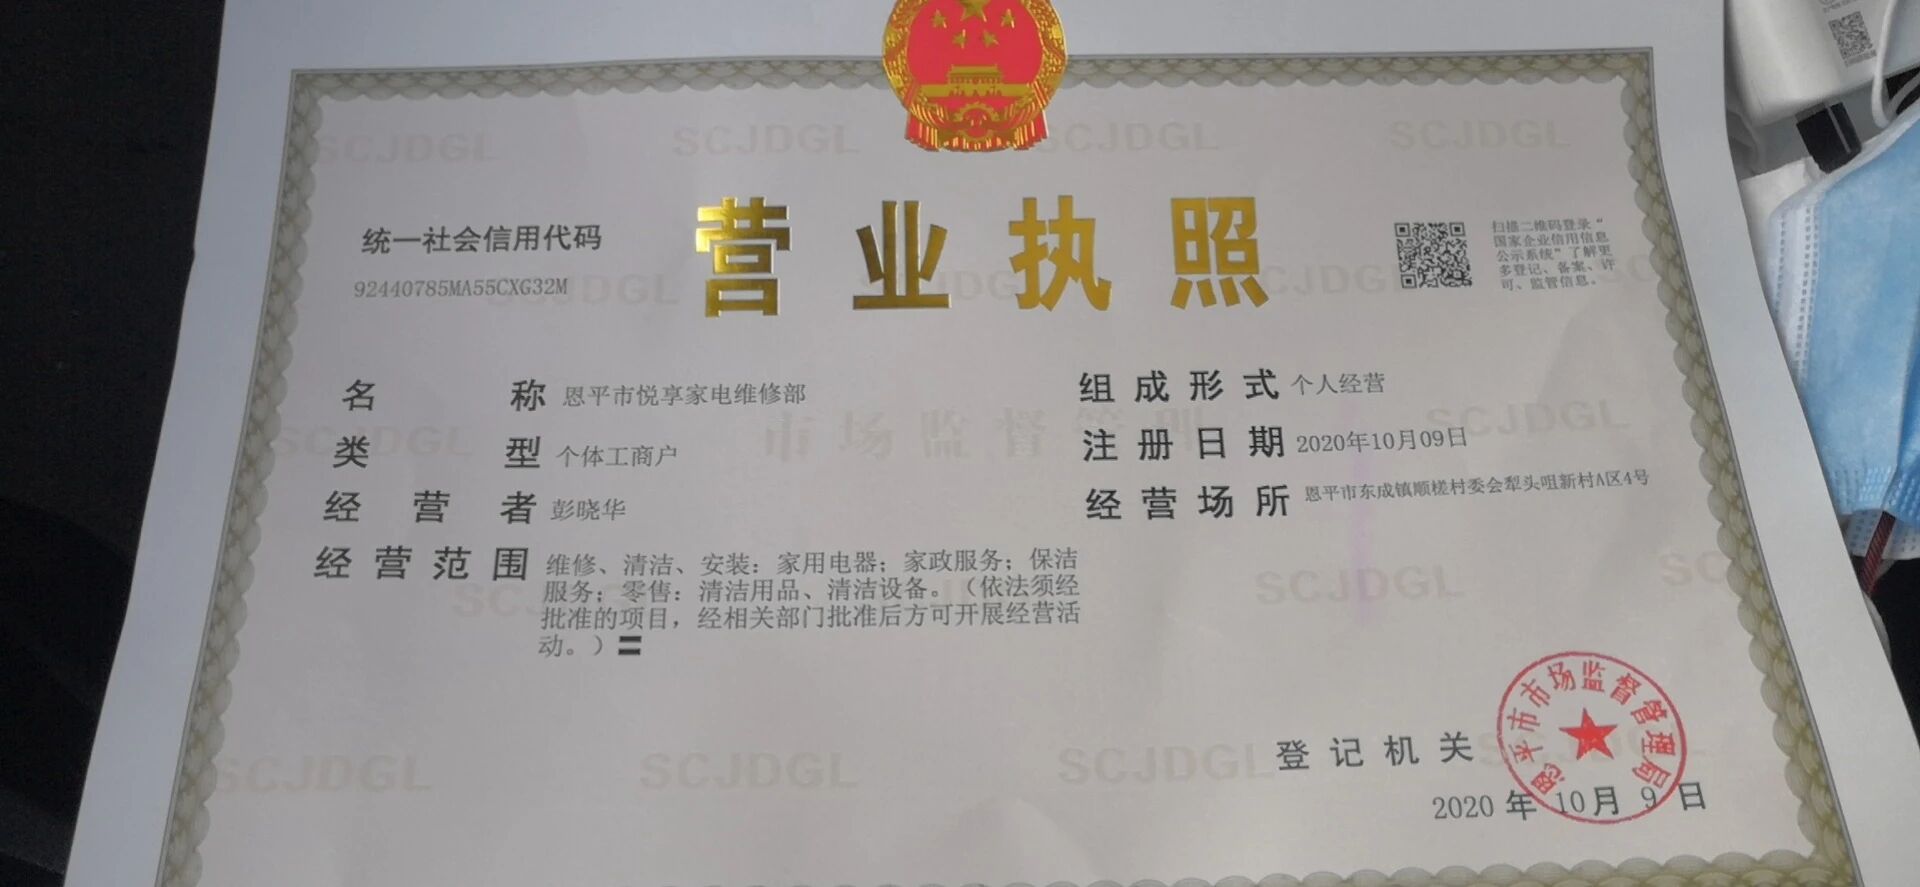 统一社会信用代码
92440785MA55CXG32M
营业执照
扫描二维码登录“
国家企业信用信息
公示系统”了解更
多登记、备案、许
可、监管信息。
名称 恩平市悦享家电维修部
类型 个体工商户
经营者 彭晓华
经营范围 维修、清洁、安装：家用电器；家政服务；保洁
服务；零售：清洁用品、清洁设备。（依法须经
批准的项目，经相关部门批准后方可开展经营活
动。）〓
组成形式 个人经营
注册日期 2020年10月09日
经营场所 恩平市东成镇顺槎村委会犁头咀新村A区4号
市场监督管理
SCJDGL
登记机关
恩平市市场监督管理局
2020 年 10 月 9 日